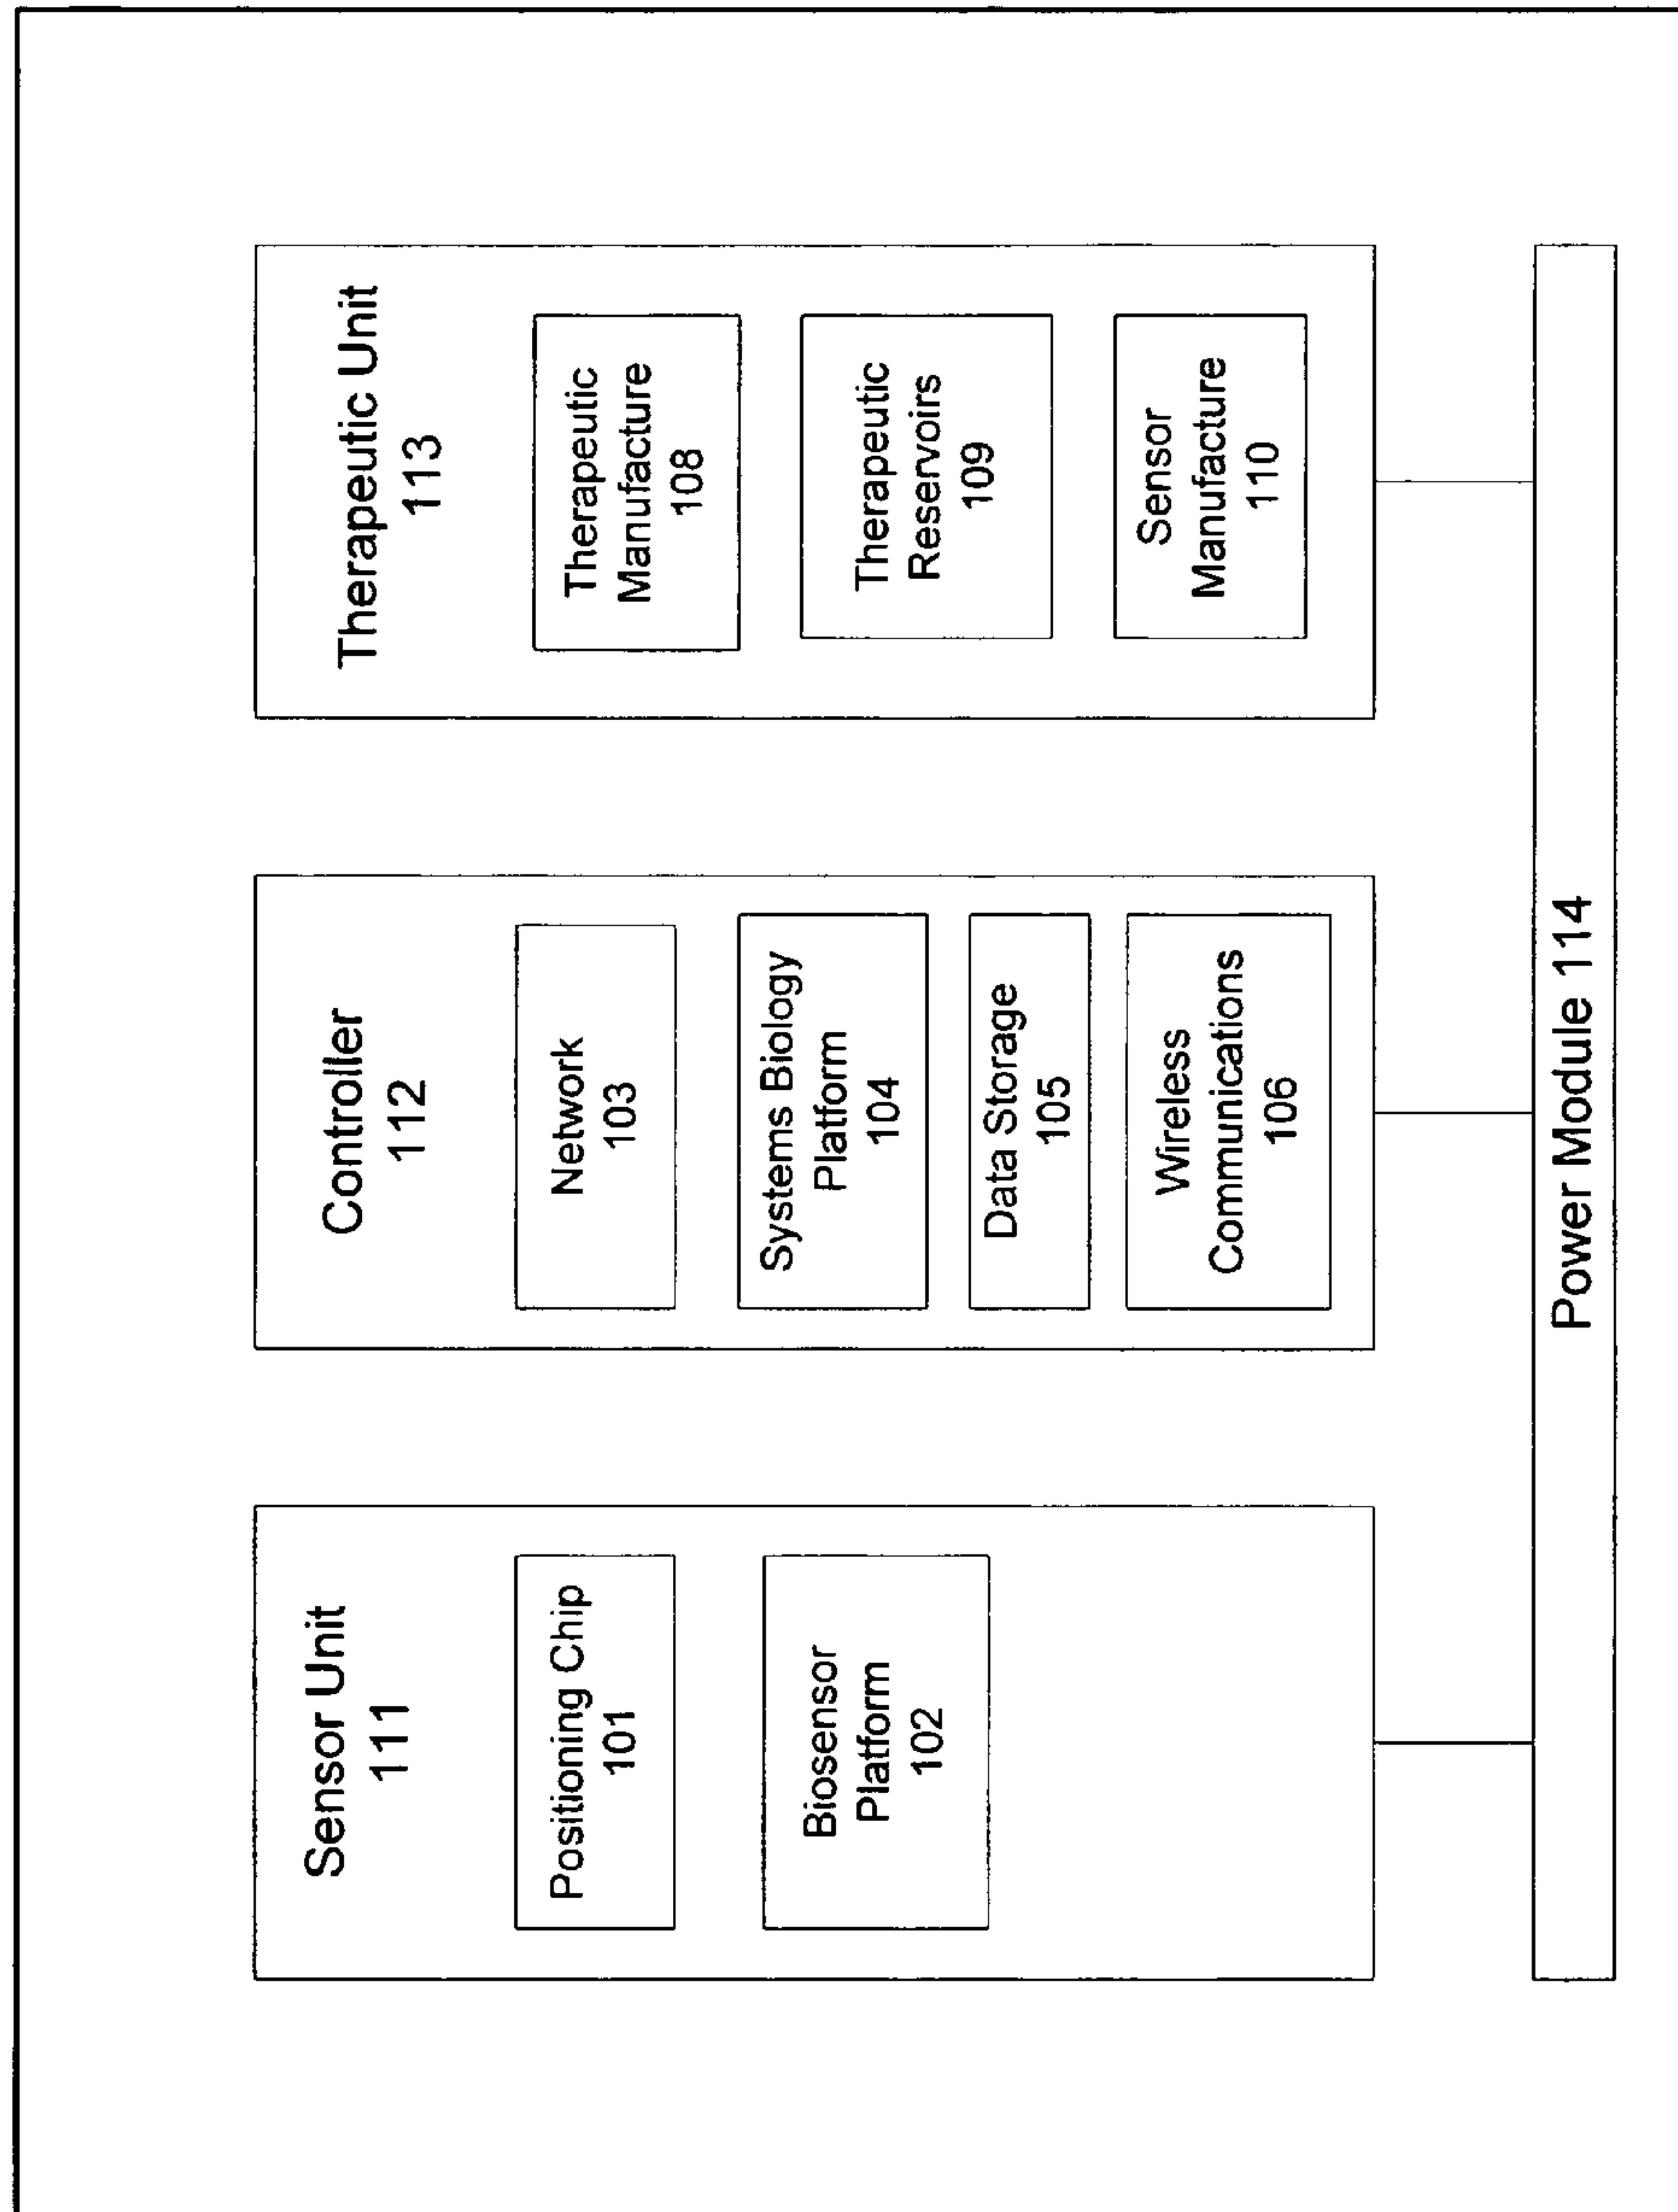 Sensor Unit
111
Positioning Chip
101
Biosensor
Platform
102
Controller
112
Network
103
Systems Biology
Platform
104
Data Storage
105
Wireless
Communications
106
Therapeutic Unit
113
Therapeutic
Manufacture
108
Therapeutic
Reservoirs
109
Sensor
Manufacture
110
Power Module 114